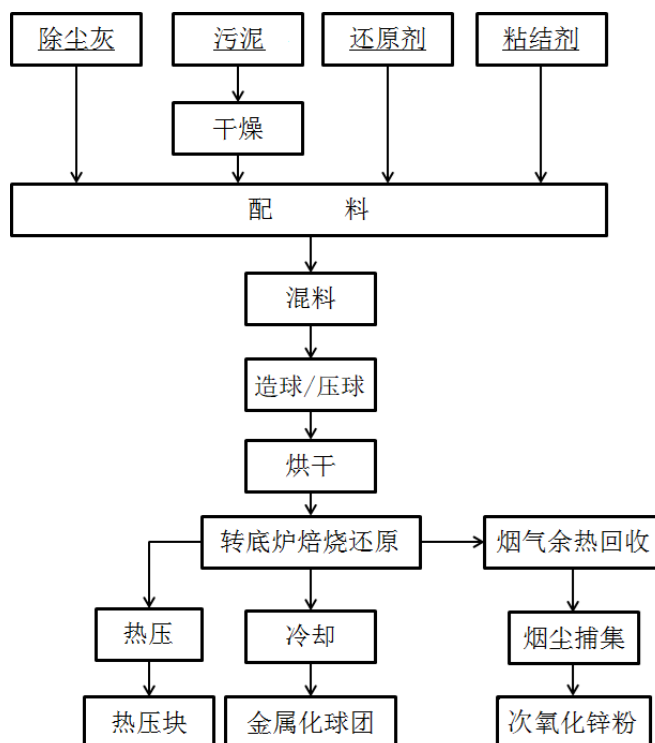 除尘灰 污泥 还原剂 粘结剂
干燥
配 料
混料
造球/压球
烘干
转底炉焙烧还原 烟气余热回收
热压 冷却 烟尘捕集
热压块 金属化球团 次氧化锌粉